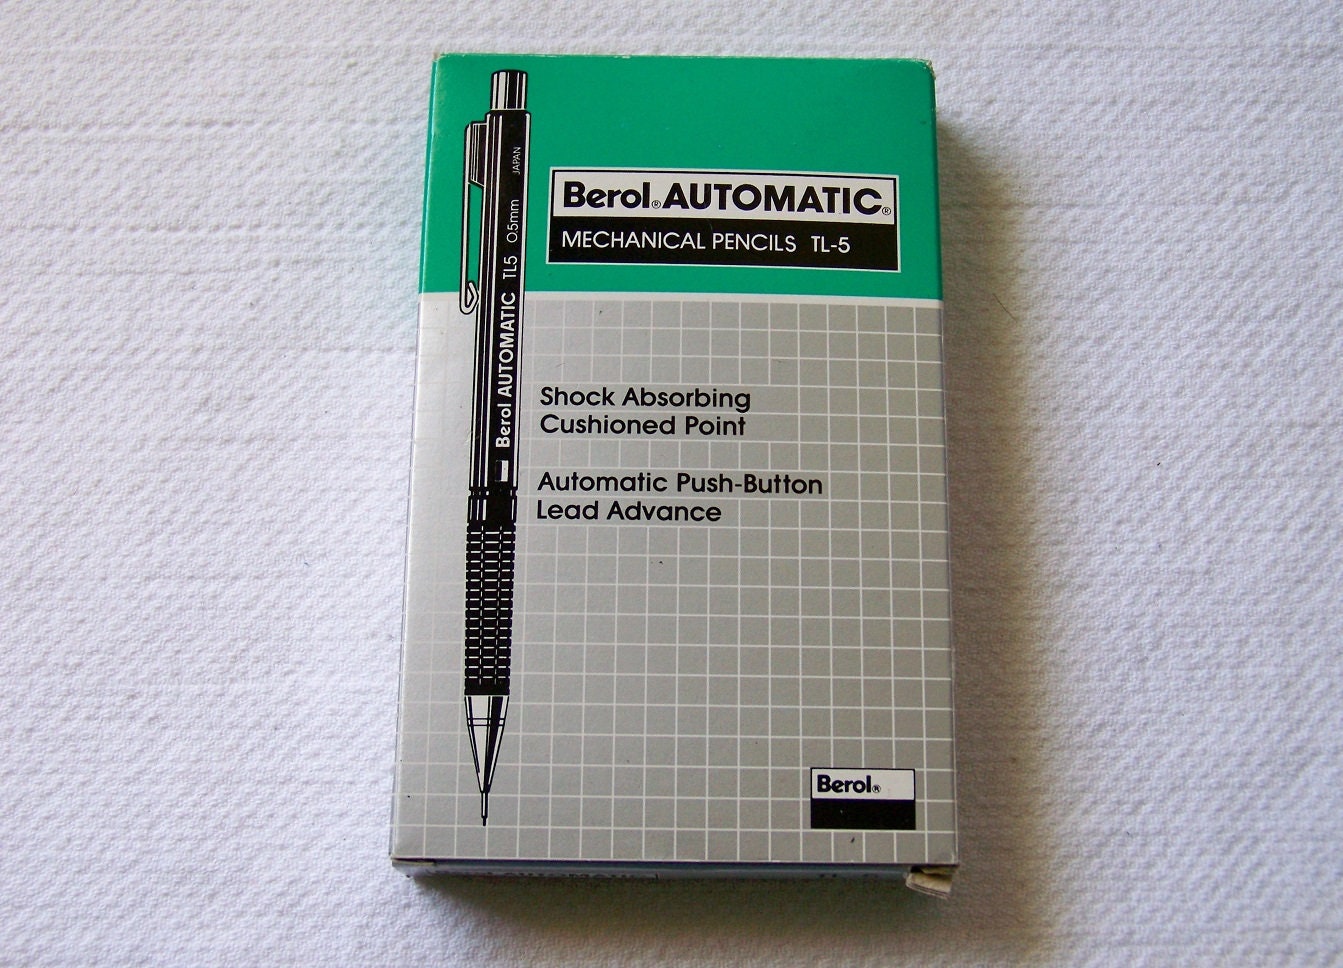 Berol® AUTOMATIC®
MECHANICAL PENCILS TL-5
Berol AUTOMATIC TL5 0.5mm JAPAN
Shock Absorbing
Cushioned Point
Automatic Push-Button
Lead Advance
Berol®